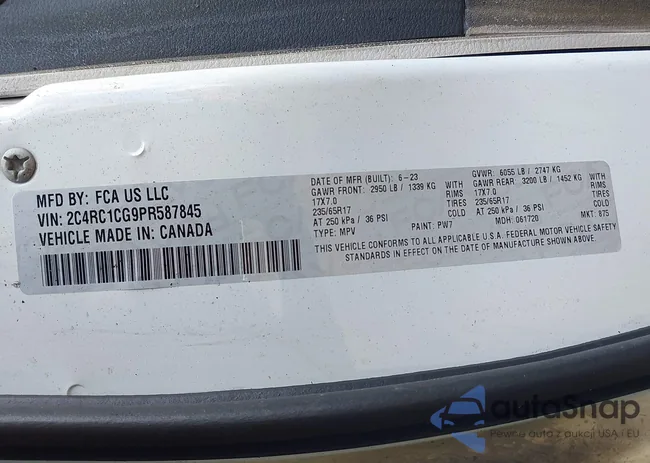 MFD BY: FCA US LLC
VIN: 2C4RC1CG9PR587845
VEHICLE MADE IN: CANADA
DATE OF MFR (BUILT): 6-23
GVWR: 6055 LB / 2747 KG
GAWR FRONT: 2950 LB / 1339 KG WITH
GAWR REAR 3200 LB / 1452 KG WITH
17X7.0 RIMS
17X7.0 RIMS
235/65R17 TIRES
235/65R17 TIRES
AT 250 kPa / 36 PSI
AT 250 kPa / 36 PSI
TYPE: MPV
PAINT: PW7
MDH: 061720
MKT: 875
THIS VEHICLE CONFORMS TO ALL APPLICABLE U.S.A. FEDERAL MOTOR VEHICLE SAFETY
STANDARDS IN EFFECT ON THE DATE OF MANUFACTURE SHOWN ABOVE.
autoSnap
Pewne auto z aukcji USA / EU